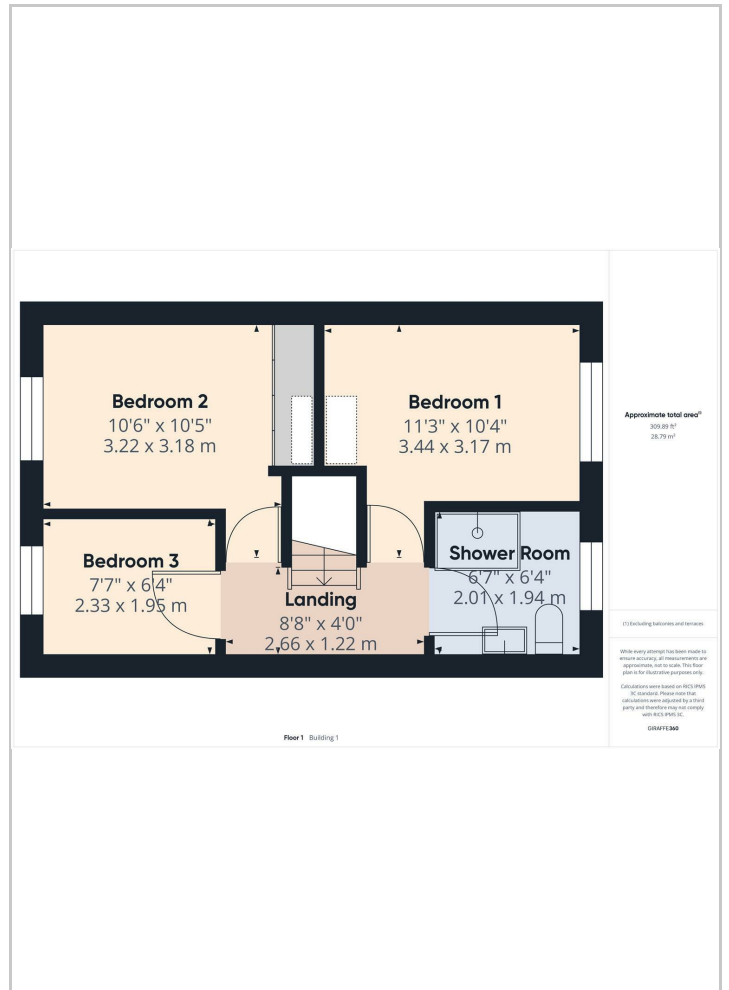 Bedroom 2
10'6" x 10'5"
3.22 x 3.18 m
Bedroom 1
11'3" x 10'4"
3.44 x 3.17 m
Bedroom 3
7'7" x 6'4"
2.33 x 1.95 m
Landing
8'8" x 4'0"
2.66 x 1.22 m
Shower Room
6'7" x 6'4"
2.01 x 1.94 m
Floor 1 Building 1
Approximate total area⁽¹⁾
309.89 ft²
28.79 m²
(1) Excluding balconies and terraces
While every attempt has been made to
ensure accuracy, all measurements are
approximate, not to scale. This floor
plan is for illustrative purposes only.
Calculations were based on RICS IPMS
3C standard. Please note that
calculations were adjusted by a third
party and therefore may not comply
with RICS IPMS 3C.
GIRAFFE360